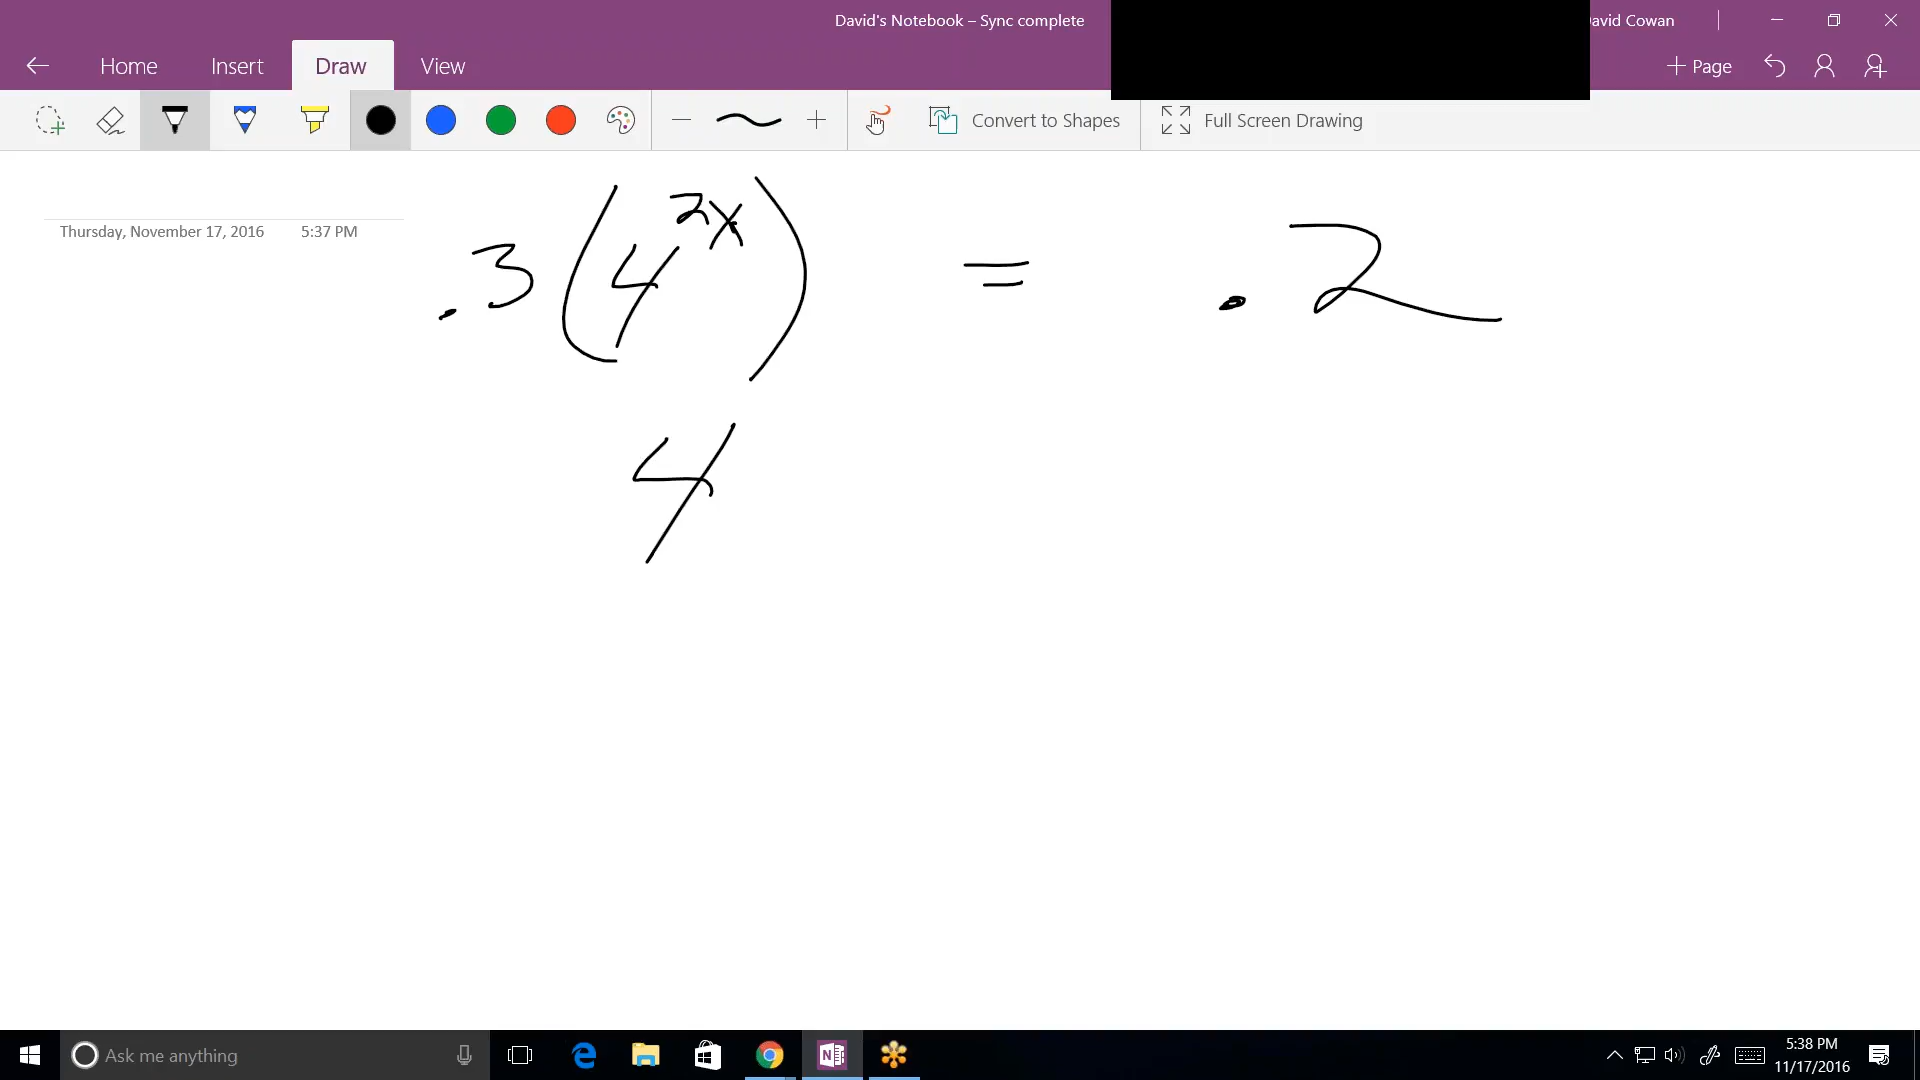 David's Notebook – Sync complete
avid Cowan
Home Insert Draw View
Page
Convert to Shapes Full Screen Drawing
Thursday, November 17, 2016 5:37 PM
.3(4^2x) = .2
4
Ask me anything
5:38 PM
11/17/2016